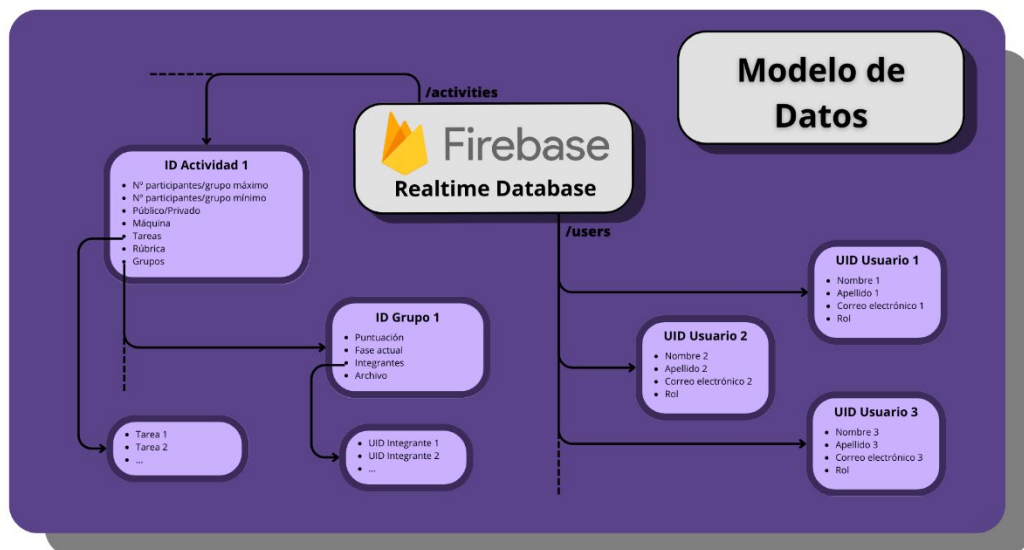 Modelo de
Datos
/activities
Firebase
Realtime Database
/users
ID Actividad 1
• Nº participantes/grupo máximo
• Nº participantes/grupo mínimo
• Público/Privado
• Máquina
• Tareas
• Rúbrica
• Grupos
ID Grupo 1
• Puntuación
• Fase actual
• Integrantes
• Archivo
• Tarea 1
• Tarea 2
• ...
• UID Integrante 1
• UID Integrante 2
• ...
UID Usuario 1
• Nombre 1
• Apellido 1
• Correo electrónico 1
• Rol
UID Usuario 2
• Nombre 2
• Apellido 2
• Correo electrónico 2
• Rol
UID Usuario 3
• Nombre 3
• Apellido 3
• Correo electrónico 3
• Rol